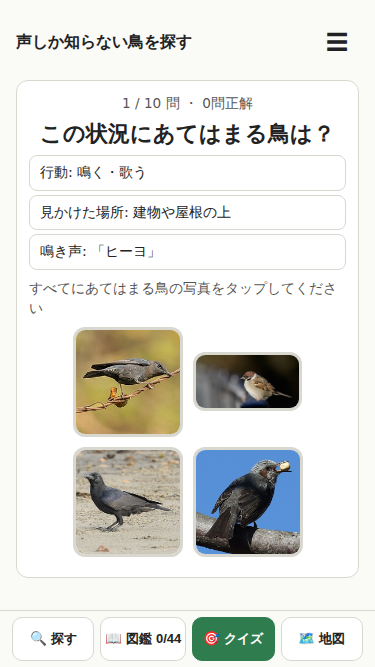 声しか知らない鳥を探す
1 / 10 問 ・ 0問正解
この状況にあてはまる鳥は？
行動: 鳴く・歌う
見かけた場所: 建物や屋根の上
鳴き声: 「ヒーヨ」
すべてにあてはまる鳥の写真をタップしてくださ
い
🔍 探す
📖 図鑑 0/44
🎯 クイズ
🗺️ 地図